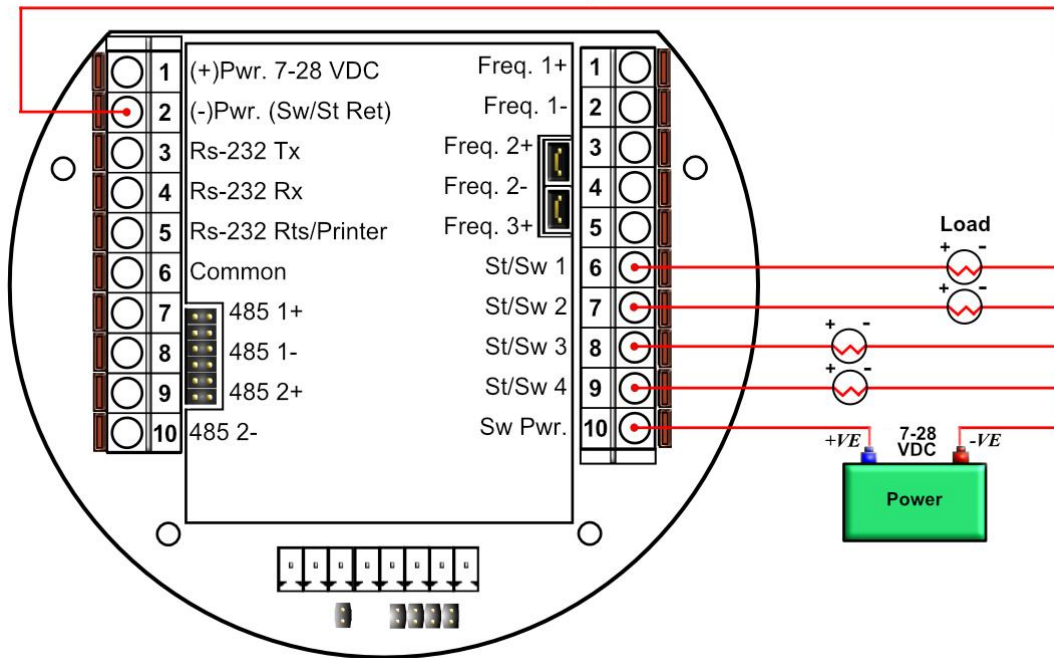 1 (+)Pwr. 7-28 VDC
2 (-)Pwr. (Sw/St Ret)
3 Rs-232 Tx
4 Rs-232 Rx
5 Rs-232 Rts/Printer
6 Common
7 485 1+
8 485 1-
9 485 2+
10 485 2-
Freq. 1+ 1
Freq. 1- 2
Freq. 2+ 3
Freq. 2- 4
Freq. 3+ 5
St/Sw 1 6
St/Sw 2 7
St/Sw 3 8
St/Sw 4 9
Sw Pwr. 10
Load
+ -
+ -
+ -
+ -
+VE 7-28 VDC -VE
Power